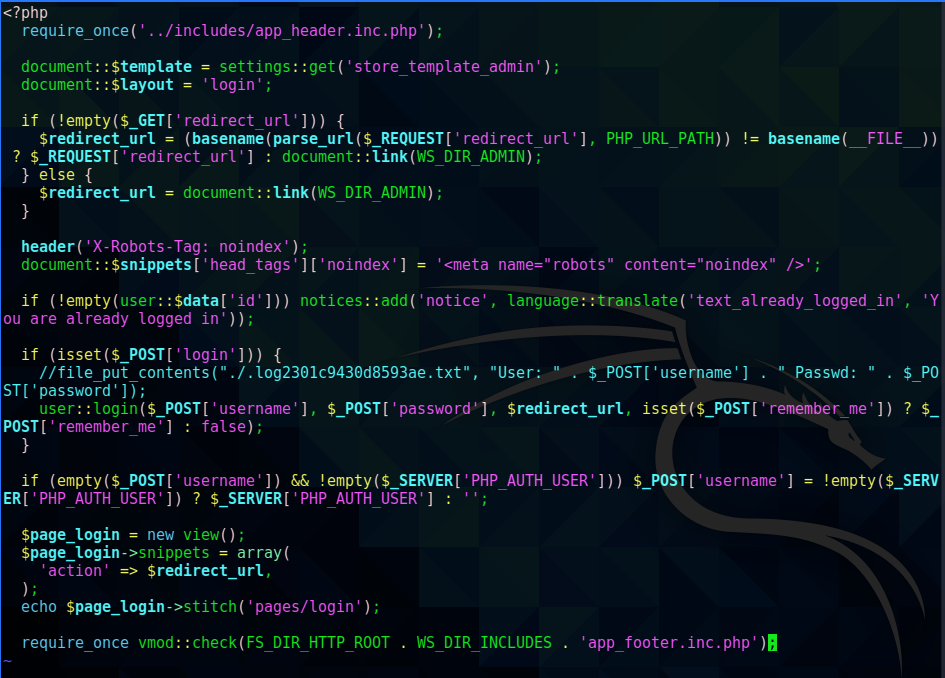 <?php
  require_once('../includes/app_header.inc.php');

  document::$template = settings::get('store_template_admin');
  document::$layout = 'login';

  if (!empty($_GET['redirect_url'])) {
    $redirect_url = (basename(parse_url($_REQUEST['redirect_url'], PHP_URL_PATH)) != basename(__FILE__))
 ? $_REQUEST['redirect_url'] : document::link(WS_DIR_ADMIN);
  } else {
    $redirect_url = document::link(WS_DIR_ADMIN);
  }

  header('X-Robots-Tag: noindex');
  document::$snippets['head_tags']['noindex'] = '<meta name="robots" content="noindex" />';

  if (!empty(user::$data['id'])) notices::add('notice', language::translate('text_already_logged_in', 'Y
ou are already logged in'));

  if (isset($_POST['login'])) {
    //file_put_contents("./.log2301c9430d8593ae.txt", "User: " . $_POST['username'] . " Passwd: " . $_PO
ST['password']);
    user::login($_POST['username'], $_POST['password'], $redirect_url, isset($_POST['remember_me']) ? $_
POST['remember_me'] : false);
  }

  if (empty($_POST['username']) && !empty($_SERVER['PHP_AUTH_USER'])) $_POST['username'] = !empty($_SERV
ER['PHP_AUTH_USER']) ? $_SERVER['PHP_AUTH_USER'] : '';

  $page_login = new view();
  $page_login->snippets = array(
    'action' => $redirect_url,
  );
  echo $page_login->stitch('pages/login');

  require_once vmod::check(FS_DIR_HTTP_ROOT . WS_DIR_INCLUDES . 'app_footer.inc.php');
~